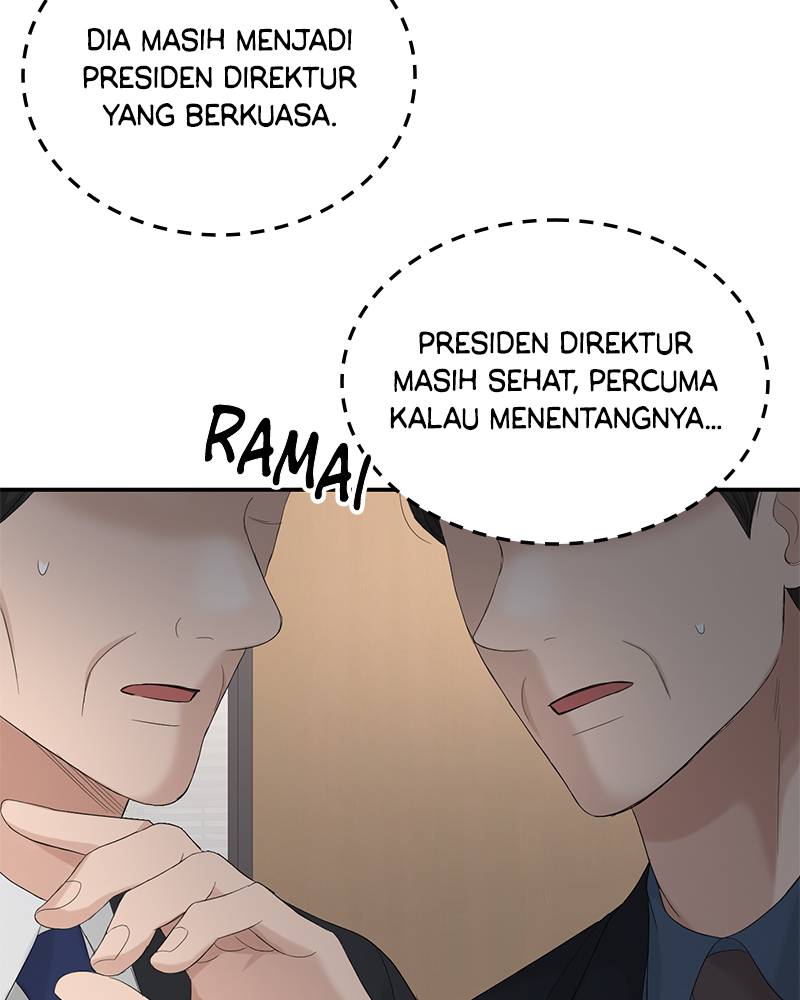 DIA MASIH MENJADI
PRESIDEN DIREKTUR
YANG BERKUASA.
PRESIDEN DIREKTUR
MASIH SEHAT, PERCUMA
KALAU MENENTANGNYA...
RAMAI